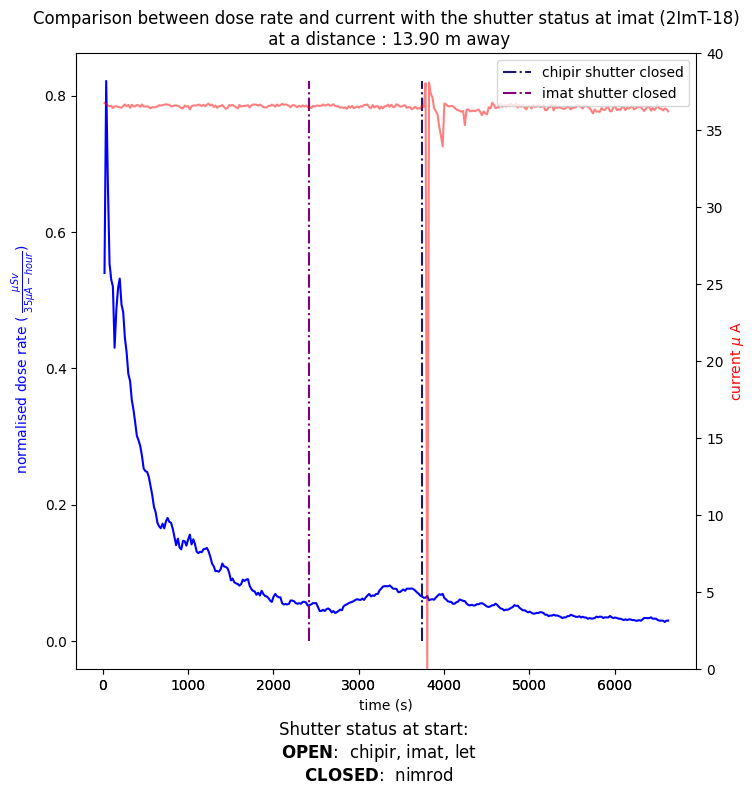 Comparison between dose rate and current with the shutter status at imat (2ImT-18)
at a distance : 13.90 m away
chipir shutter closed
imat shutter closed
0.8
0.6
0.4
0.2
0.0
normalised dose rate ( μSv / 35μA − hour )
40
35
30
25
20
15
10
5
0
current μ A
0 1000 2000 3000 4000 5000 6000
time (s)
Shutter status at start:
OPEN: chipir, imat, let
CLOSED: nimrod